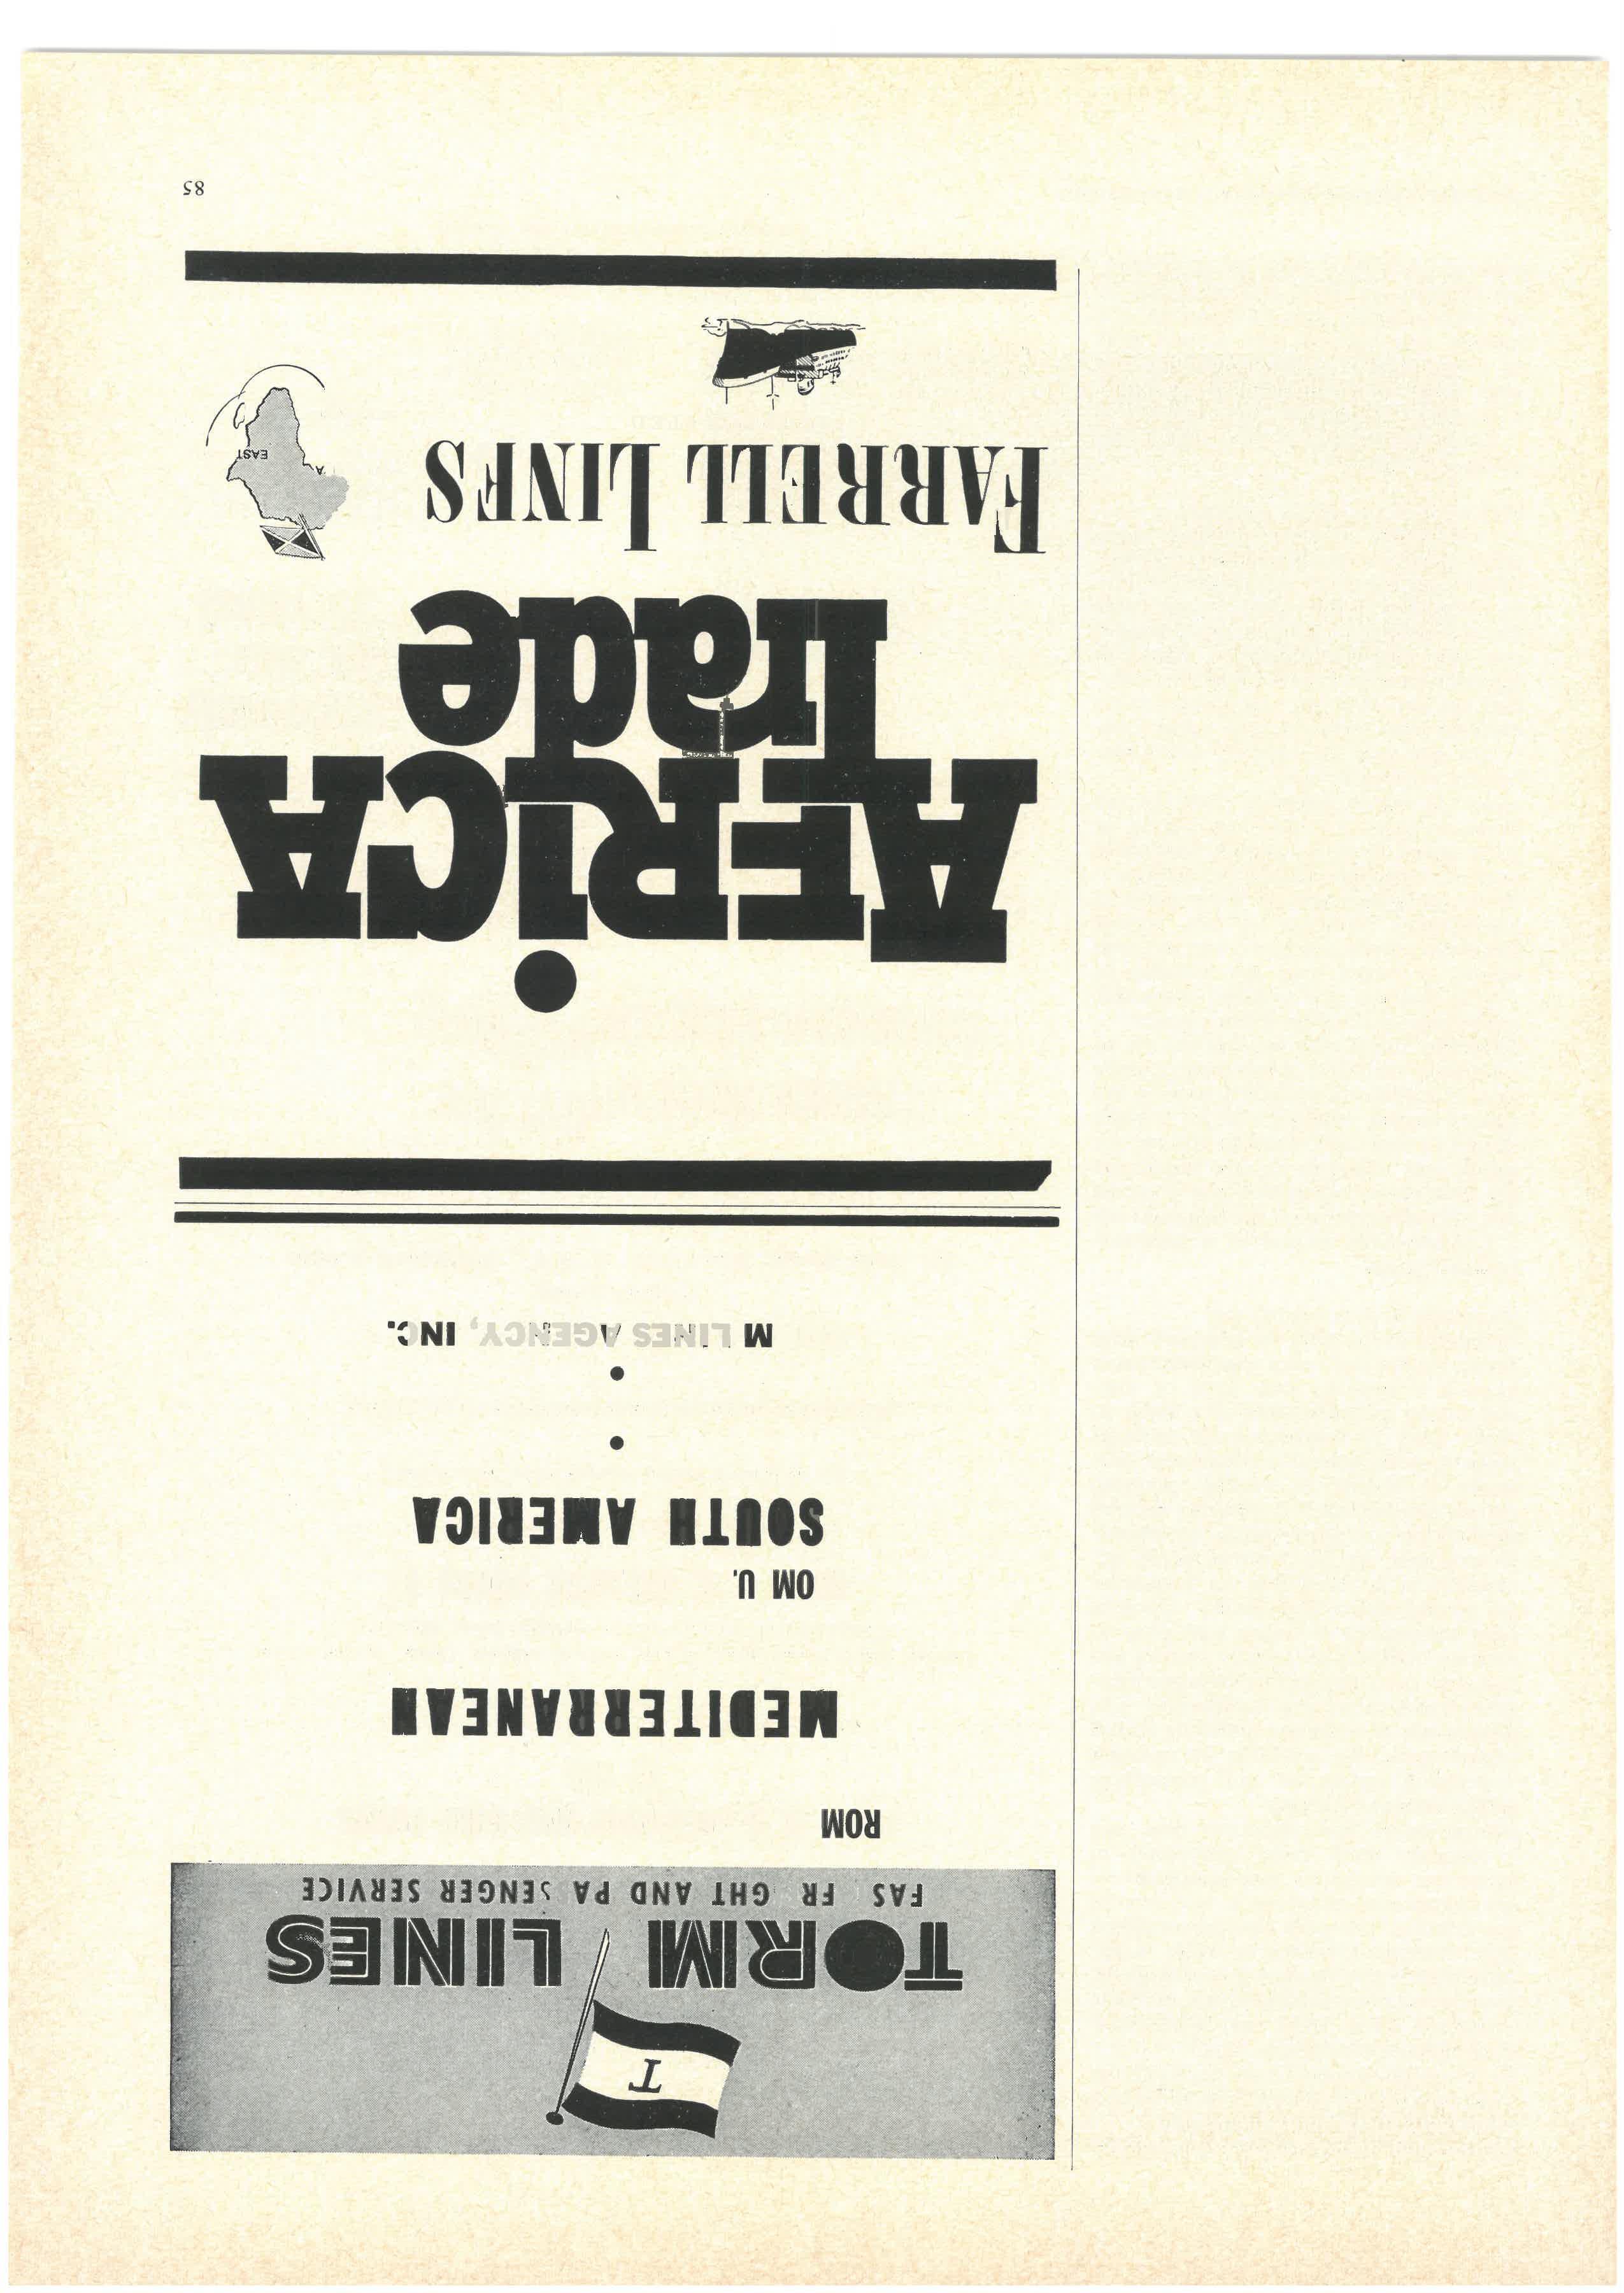 T
TORM LINES
FAS FR GHT AND PA SENGER SERVICE
ROM
MEDITERRANEAN
OM U.
SOUTH AMERICA
M LINES AGENCY, INC.
AFRiCA
Trade
FARRELL LINES
A
EAST
85